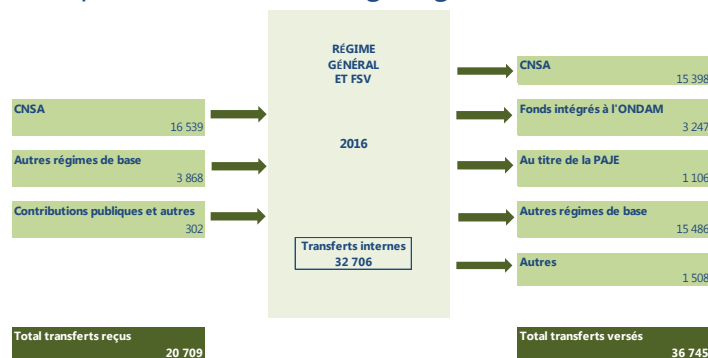 CNSA
16 539
Autres régimes de base
3 868
Contributions publiques et autres
302
Total transferts reçus
20 709
RÉGIME
GÉNÉRAL
ET FSV
2016
Transferts internes
32 706
CNSA
15 398
Fonds intégrés à l'ONDAM
3 247
Au titre de la PAJE
1 106
Autres régimes de base
15 486
Autres
1 508
Total transferts versés
36 745